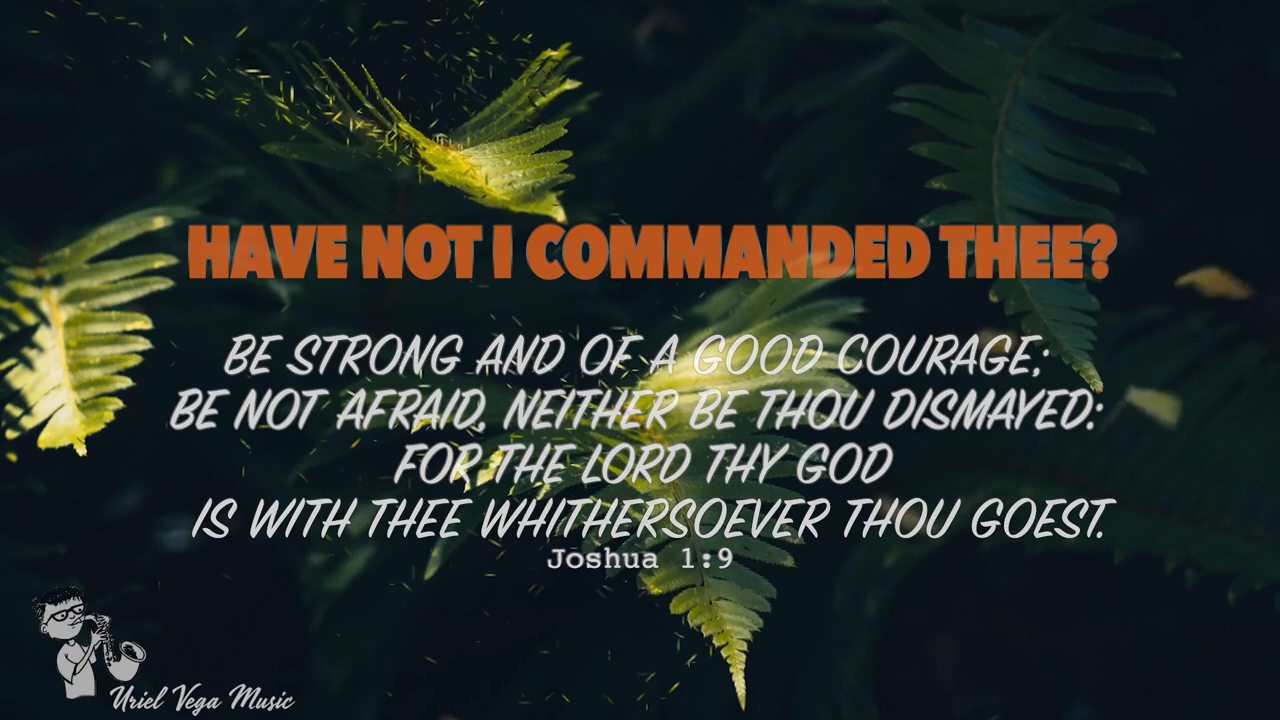 HAVE NOT I COMMANDED THEE?
BE STRONG AND OF A GOOD COURAGE;
BE NOT AFRAID, NEITHER BE THOU DISMAYED:
FOR THE LORD THY GOD
IS WITH THEE WHITHERSOEVER THOU GOEST.
Joshua 1:9
Uriel Vega Music